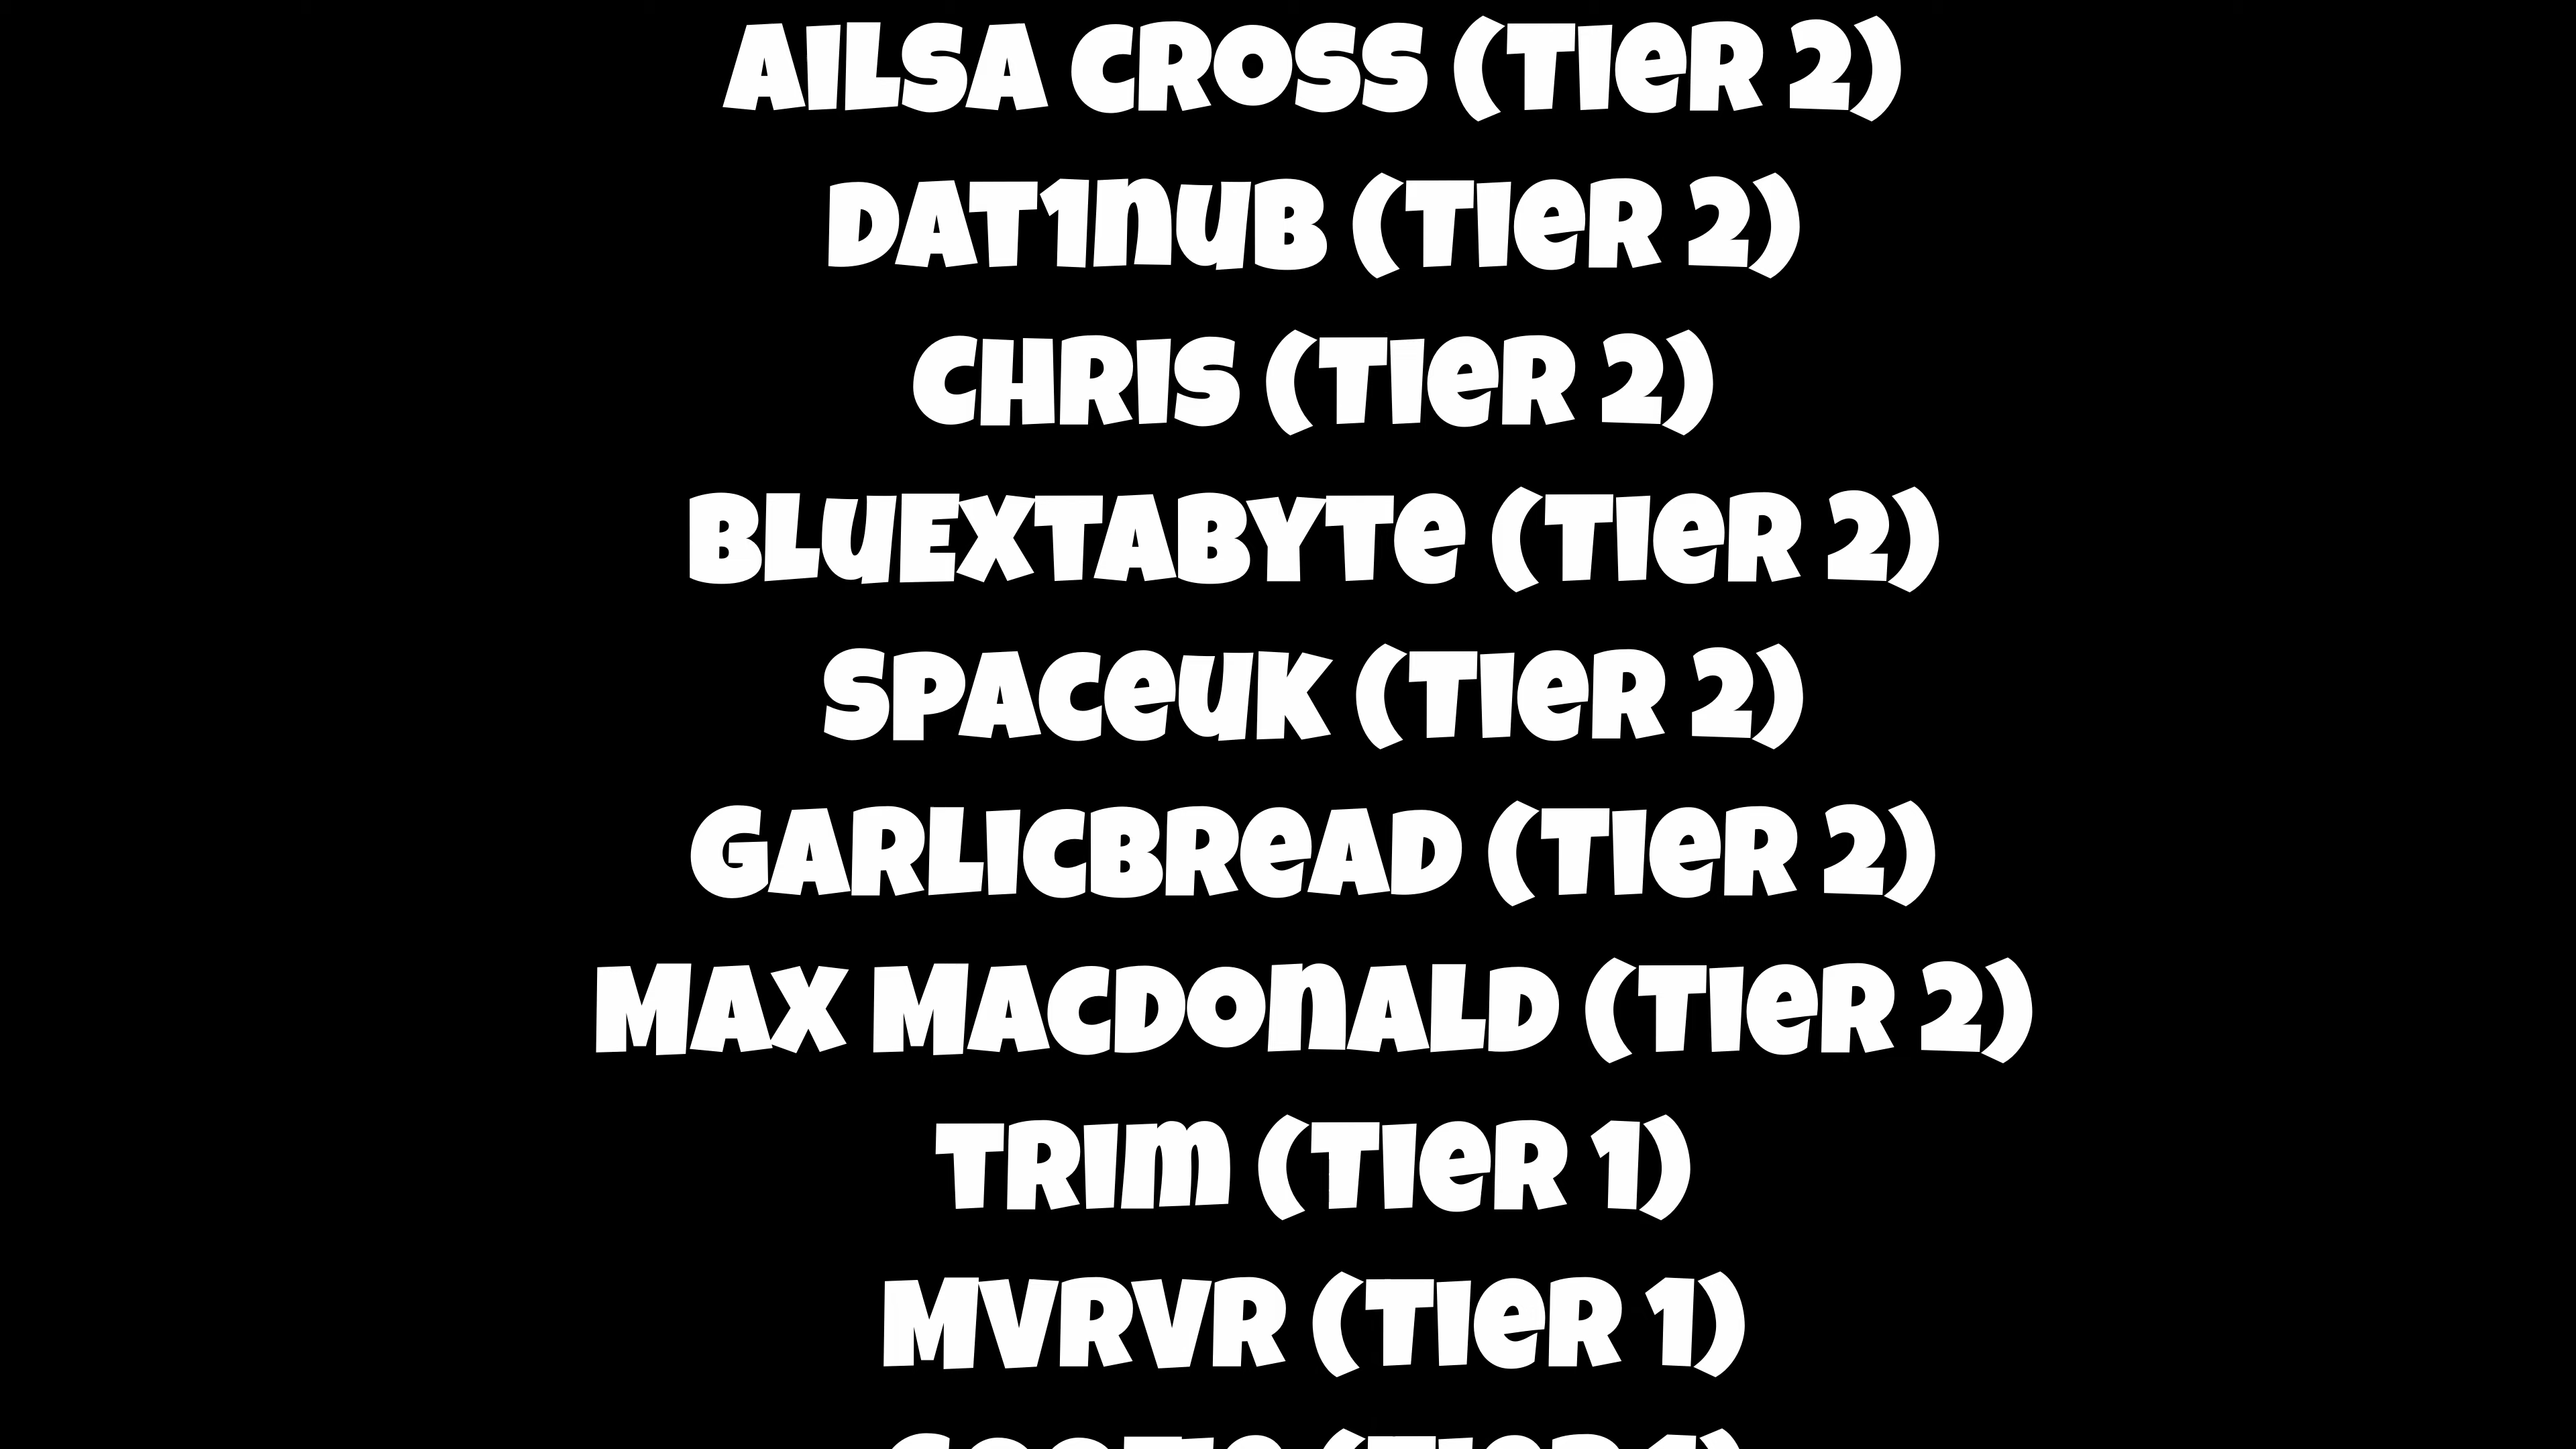 AILSA CROSS (TIER 2)
DAT1NUB (TIER 2)
CHRIS (TIER 2)
BLUEXTABYTE (TIER 2)
SPACEUK (TIER 2)
GARLICBREAD (TIER 2)
MAX MACDONALD (TIER 2)
TRIM (TIER 1)
MVRVR (TIER 1)